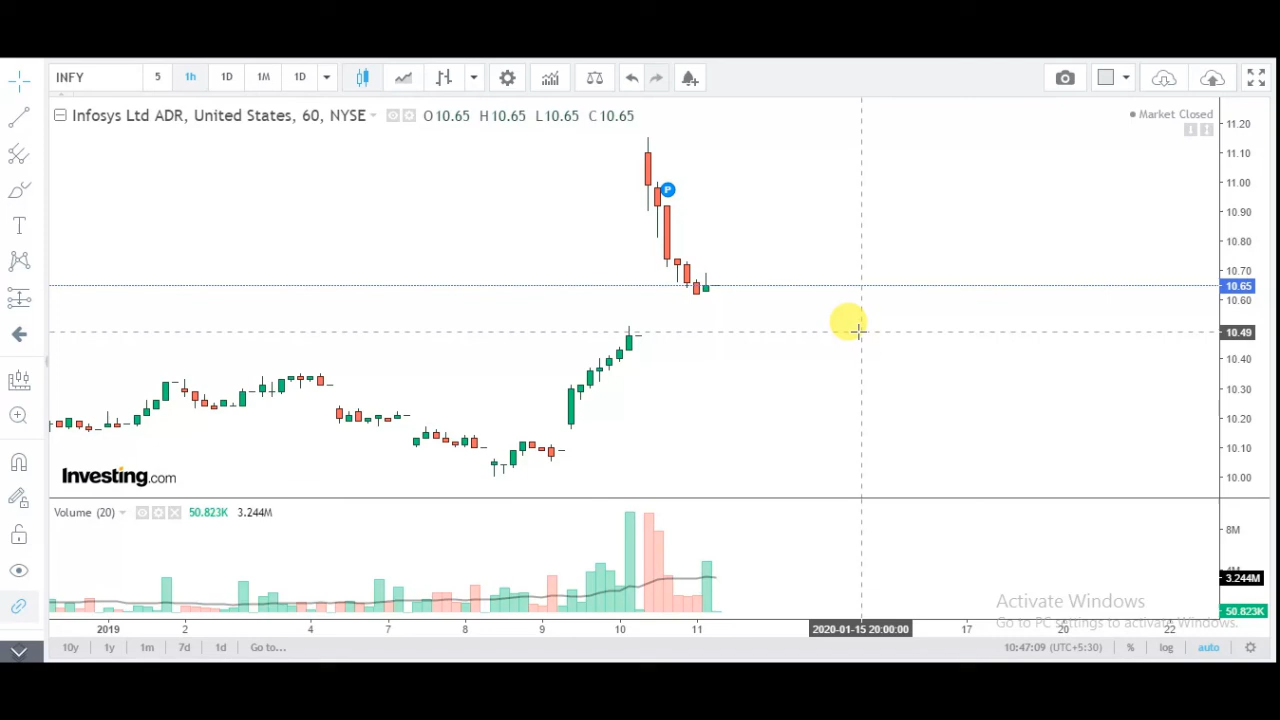 INFY 5 1h 1D 1M 1D
Infosys Ltd ADR, United States, 60, NYSE O10.65 H10.65 L10.65 C10.65
Market Closed
11.20
11.10
11.00
10.90
10.80
10.70
10.65
10.60
10.49
10.40
10.30
10.20
10.10
10.00
P
T
Investing.com
Volume (20) 50.823K 3.244M
8M
3.244M
50.823K
Activate Windows
Go to PC settings to activate Windows.
2019 2 4 7 8 9 10 11 2020-01-15 20:00:00 17 20 22
10y 1y 1m 7d 1d Go to... 10:47:09 (UTC+5:30) % log auto